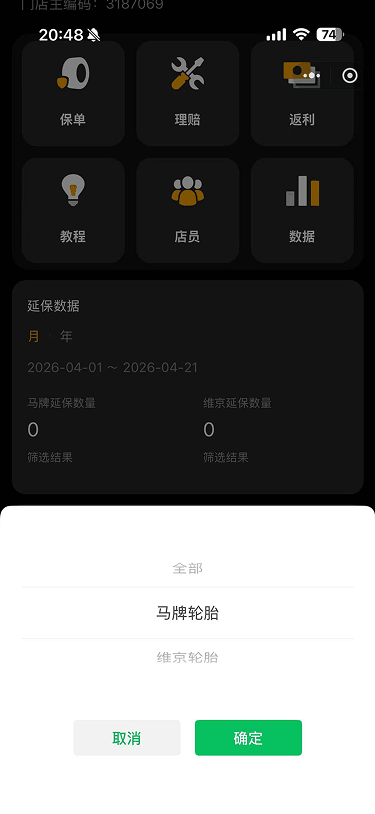 门店主编码：3187069
20:48
74
保单
理赔
返利
教程
店员
数据
延保数据
月
年
2026-04-01 ～ 2026-04-21
马牌延保数量
维京延保数量
0
0
筛选结果
筛选结果
全部
马牌轮胎
维京轮胎
取消
确定